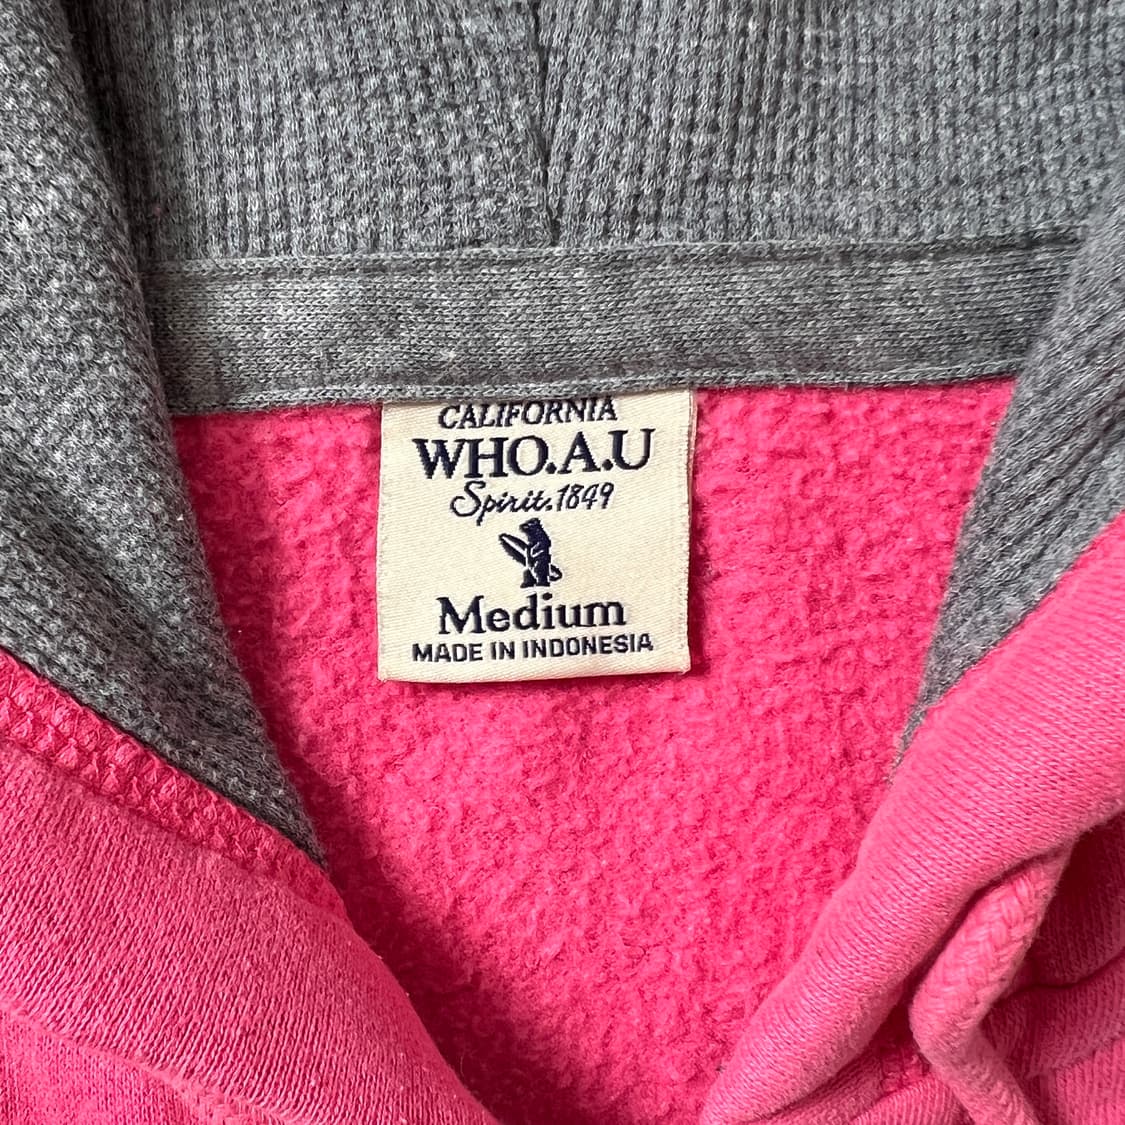 CALIFORNIA
WHO.A.U
Spirit.1849
Medium
MADE IN INDONESIA